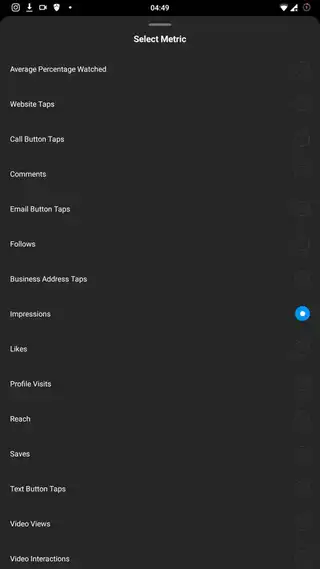 04:49
Select Metric
Average Percentage Watched
Website Taps
Call Button Taps
Comments
Email Button Taps
Follows
Business Address Taps
Impressions
Likes
Profile Visits
Reach
Saves
Text Button Taps
Video Views
Video Interactions